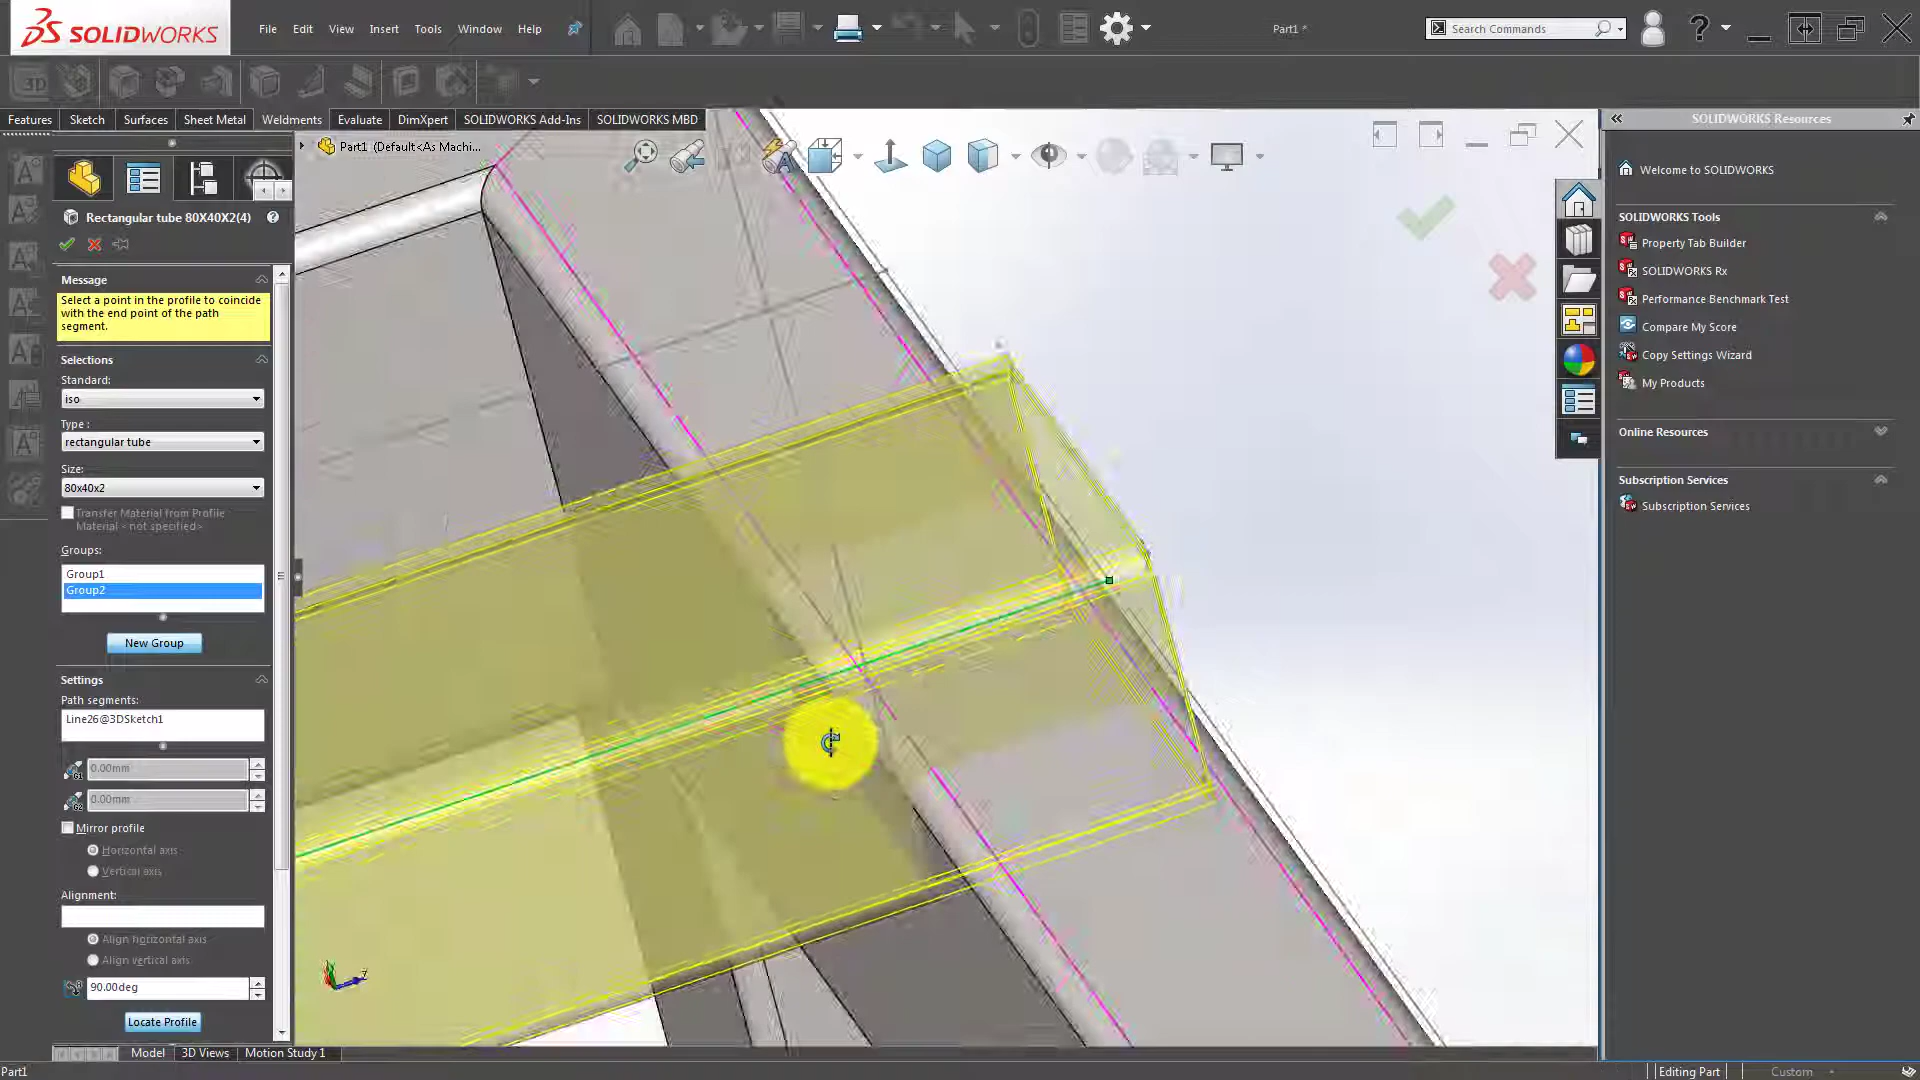 SOLIDWORKS
File Edit View Insert Tools Window Help
Part1 *
Search Commands
Features Sketch Surfaces Sheet Metal Weldments Evaluate DimXpert SOLIDWORKS Add-Ins SOLIDWORKS MBD
SOLIDWORKS Resources
Part1 (Default<As Machi...
Rectangular tube 80X40X2(4)
Message
Select a point in the profile to coincide
with the end point of the path
segment.
Selections
Standard:
iso
Type :
rectangular tube
Size:
80x40x2
Transfer Material from Profile
Material < not specified>
Groups:
Group1
Group2
New Group
Settings
Path segments:
Line26@3DSketch1
0.00mm
0.00mm
Mirror profile
Horizontal axis
Vertical axis
Alignment:
Align horizontal axis
Align vertical axis
90.00deg
Locate Profile
Welcome to SOLIDWORKS
SOLIDWORKS Tools
Property Tab Builder
SOLIDWORKS Rx
Performance Benchmark Test
Compare My Score
Copy Settings Wizard
My Products
Online Resources
Subscription Services
Subscription Services
Model 3D Views Motion Study 1
Part1
Editing Part
Custom